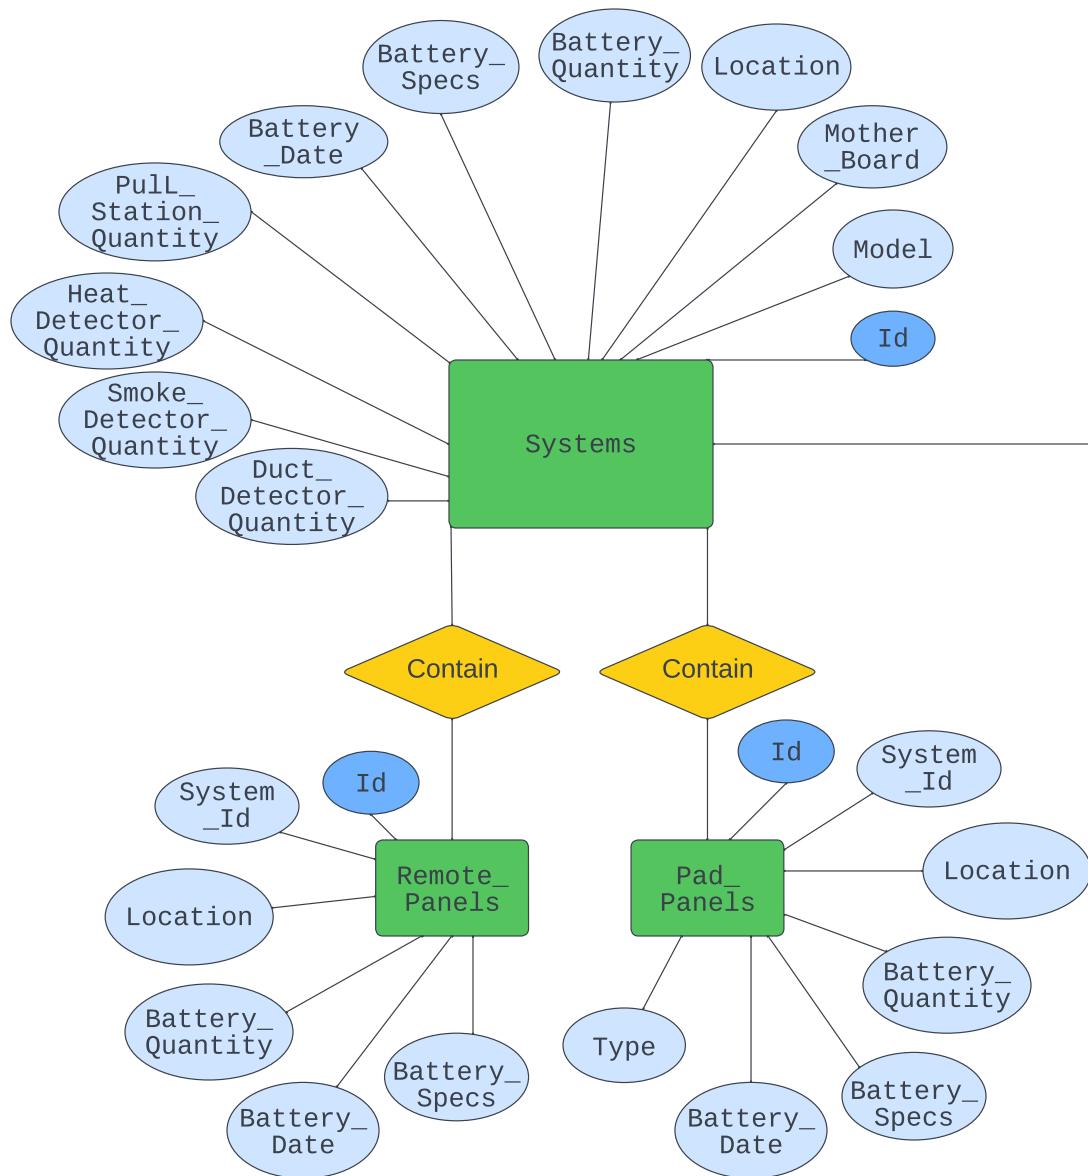 Battery_
Specs
Battery_
Quantity
Location
Battery
_Date
Mother
_Board
PulL_
Station_
Quantity
Model
Heat_
Detector_
Quantity
Id
Smoke_
Detector_
Quantity
Systems
Duct_
Detector_
Quantity
Contain
Contain
Id
System
_Id
Id
System
_Id
Remote_
Panels
Pad_
Panels
Location
Location
Battery_
Quantity
Battery_
Quantity
Type
Battery_
Specs
Battery_
Specs
Battery_
Date
Battery_
Date